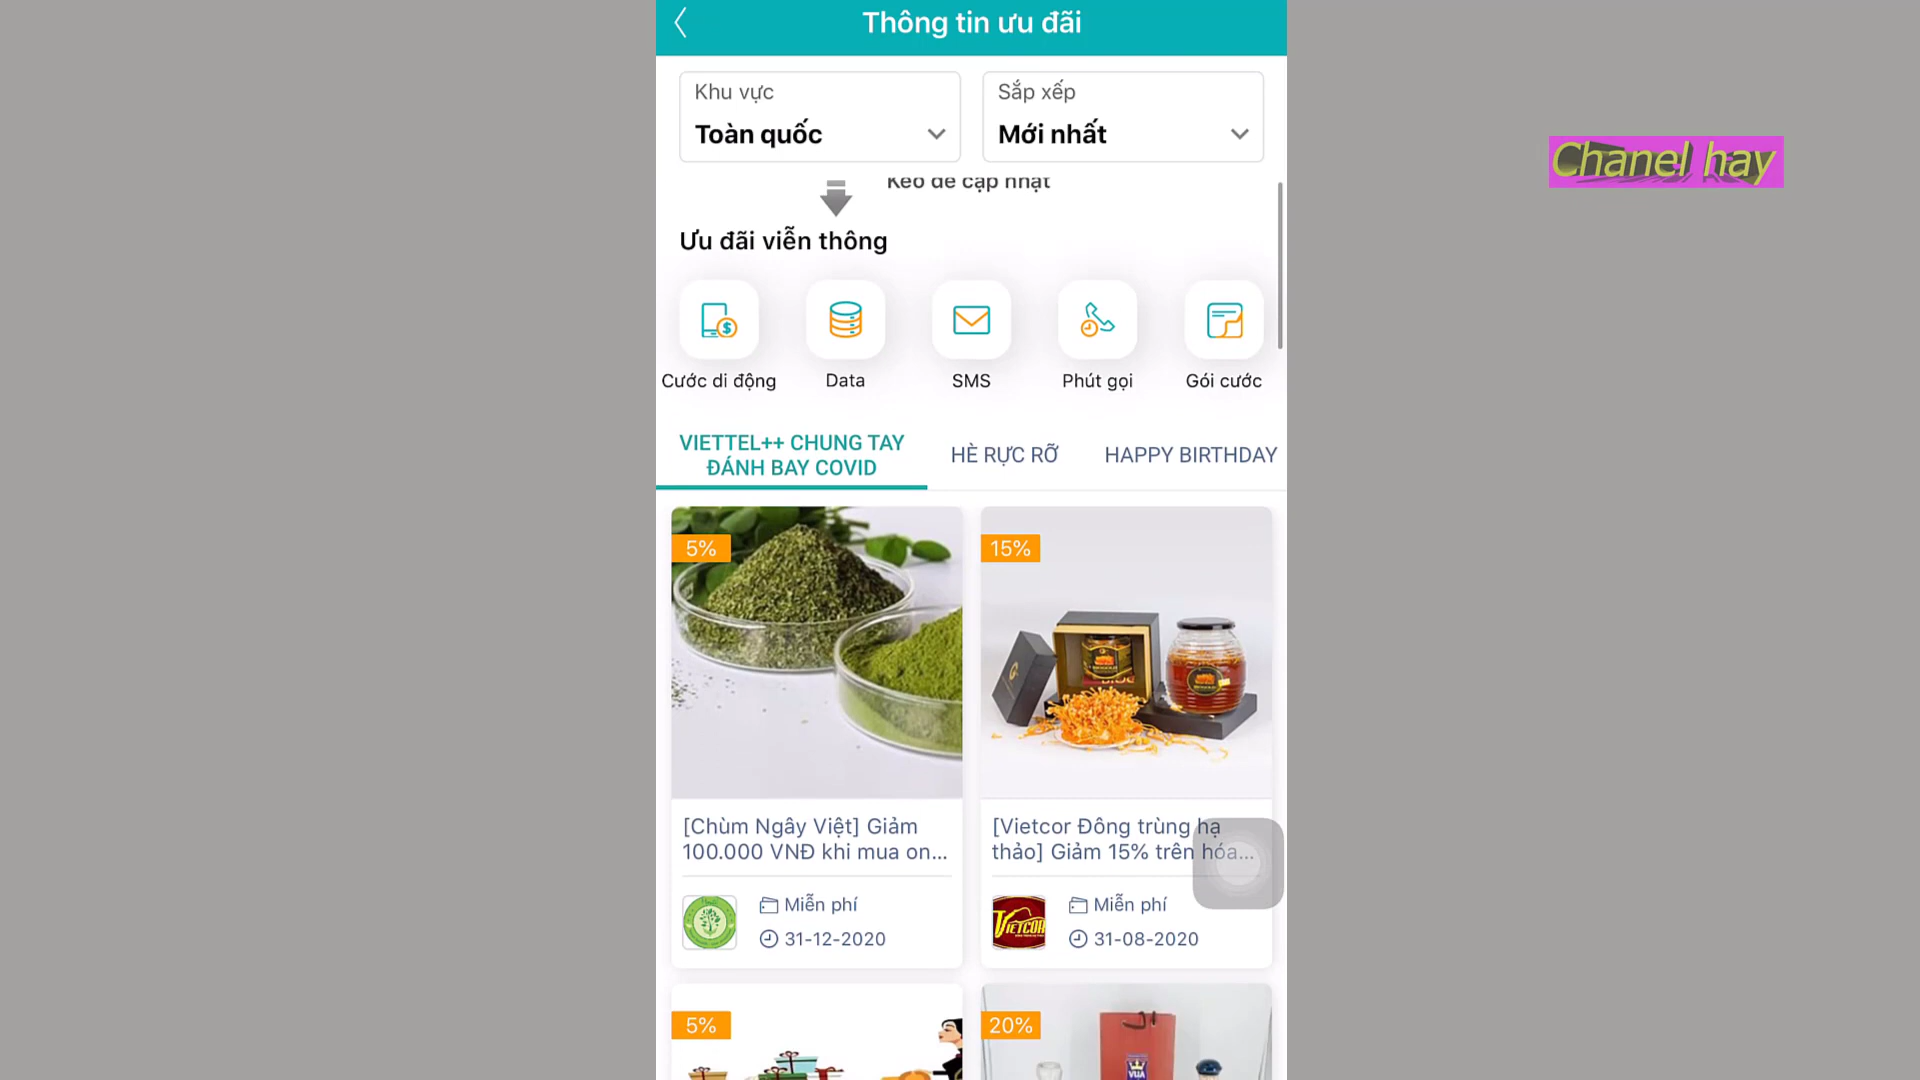 Thông tin ưu đãi
Khu vực
Toàn quốc
Sắp xếp
Mới nhất
Kéo để cập nhật
Ưu đãi viễn thông
Cước di động
Data
SMS
Phút gọi
Gói cước
VIETTEL++ CHUNG TAY
ĐÁNH BAY COVID
HÈ RỰC RỠ
HAPPY BIRTHDAY
5%
15%
[Chùm Ngây Việt] Giảm
100.000 VNĐ khi mua on...
[Vietcor Đông trùng hạ
thảo] Giảm 15% trên hóa...
Miễn phí
31-12-2020
VIETCOR
Miễn phí
31-08-2020
5%
20%
VUA
Chanel hay